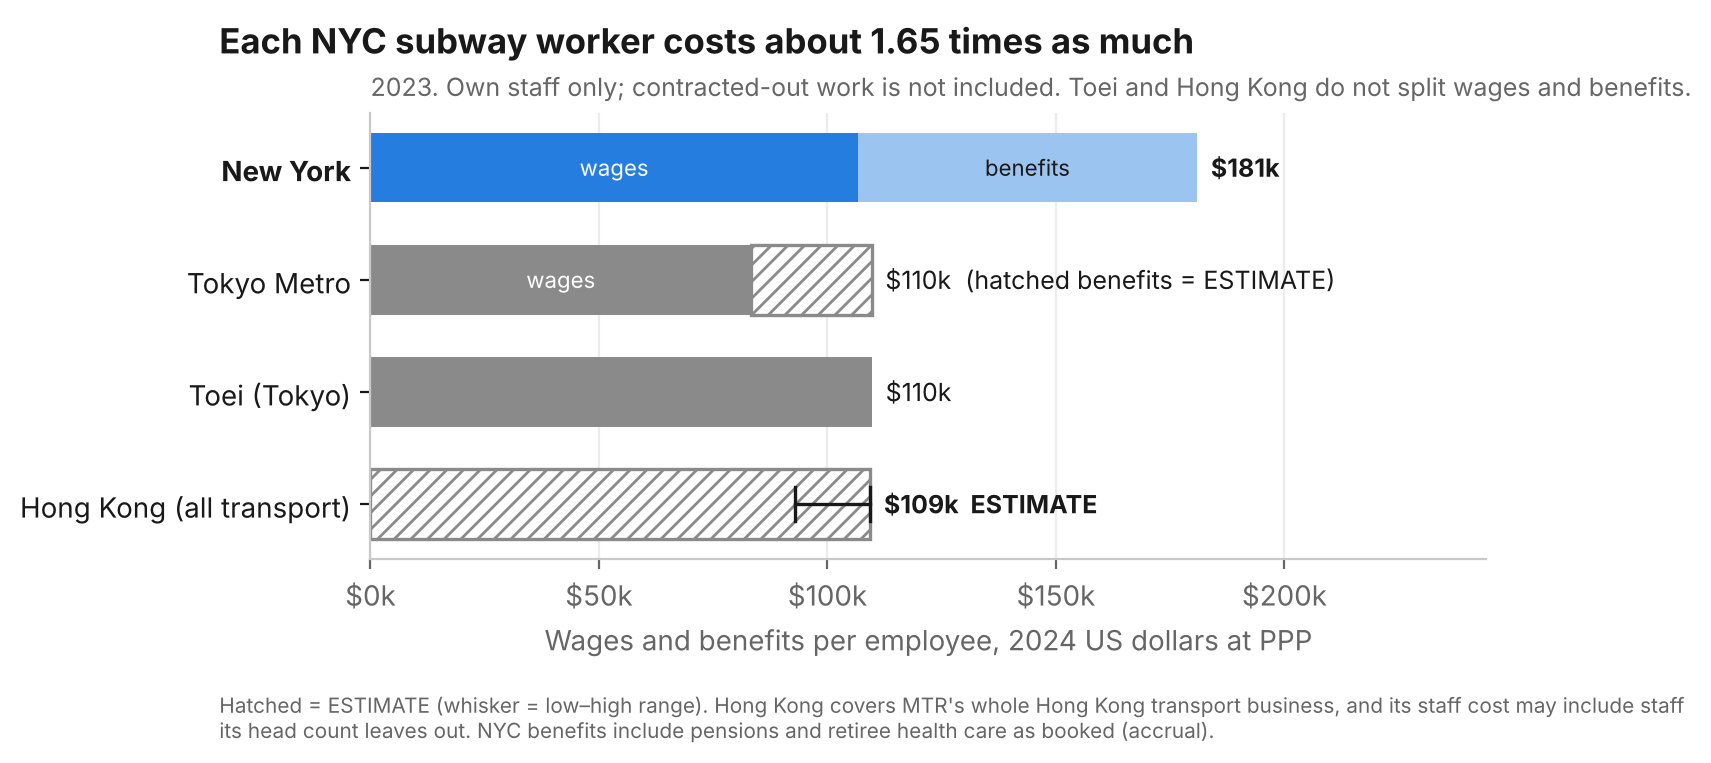 Each NYC subway worker costs about 1.65 times as much
2023. Own staff only; contracted-out work is not included. Toei and Hong Kong do not split wages and benefits.
New York
wages
benefits
$181k
Tokyo Metro
wages
$110k (hatched benefits = ESTIMATE)
Toei (Tokyo)
$110k
Hong Kong (all transport)
$109k ESTIMATE
$0k
$50k
$100k
$150k
$200k
Wages and benefits per employee, 2024 US dollars at PPP
Hatched = ESTIMATE (whisker = low–high range). Hong Kong covers MTR's whole Hong Kong transport business, and its staff cost may include staff
its head count leaves out. NYC benefits include pensions and retiree health care as booked (accrual).